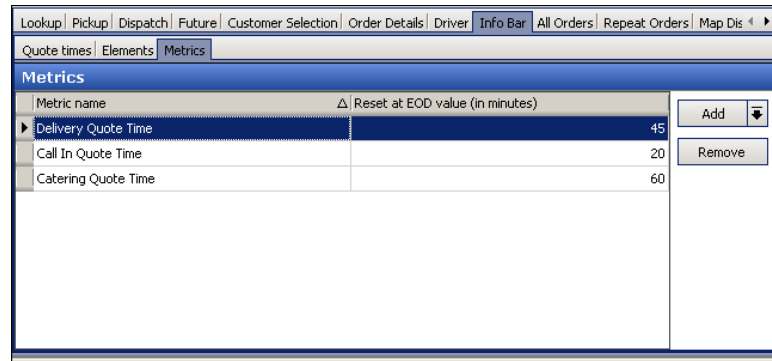 Lookup Pickup Dispatch Future Customer Selection Order Details Driver Info Bar All Orders Repeat Orders Map Dis
Quote times Elements Metrics
Metrics
Metric name Reset at EOD value (in minutes)
Delivery Quote Time 45
Call In Quote Time 20
Catering Quote Time 60
Add
Remove